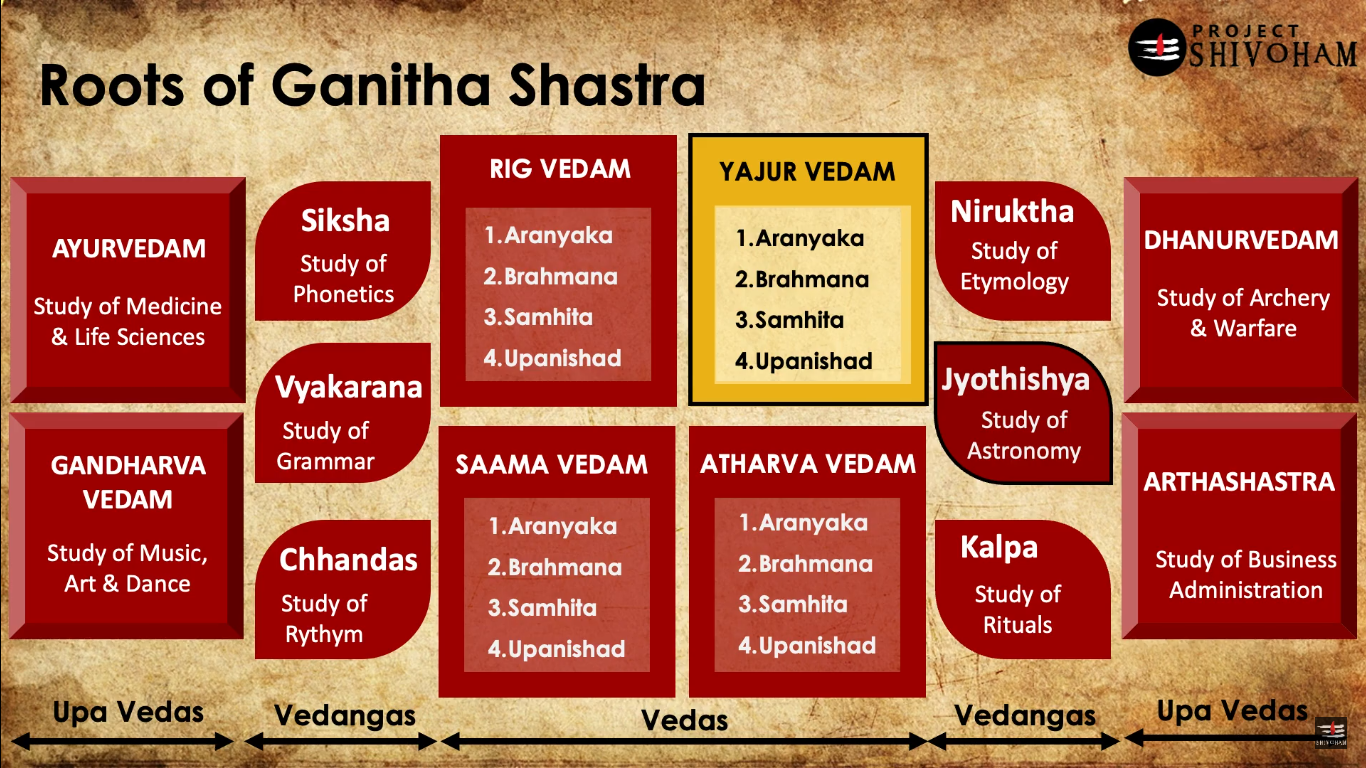 PROJECT
SHIVOHAM
Roots of Ganitha Shastra
AYURVEDAM
Study of Medicine
& Life Sciences
GANDHARVA
VEDAM
Study of Music,
Art & Dance
Siksha
Study of
Phonetics
Vyakarana
Study of
Grammar
Chhandas
Study of
Rythym
RIG VEDAM
1.Aranyaka
2.Brahmana
3.Samhita
4.Upanishad
YAJUR VEDAM
1.Aranyaka
2.Brahmana
3.Samhita
4.Upanishad
SAAMA VEDAM
1.Aranyaka
2.Brahmana
3.Samhita
4.Upanishad
ATHARVA VEDAM
1.Aranyaka
2.Brahmana
3.Samhita
4.Upanishad
Niruktha
Study of
Etymology
Jyothishya
Study of
Astronomy
Kalpa
Study of
Rituals
DHANURVEDAM
Study of Archery
& Warfare
ARTHASHASTRA
Study of Business
Administration
Upa Vedas
Vedangas
Vedas
Vedangas
Upa Vedas
SHIVOHAM